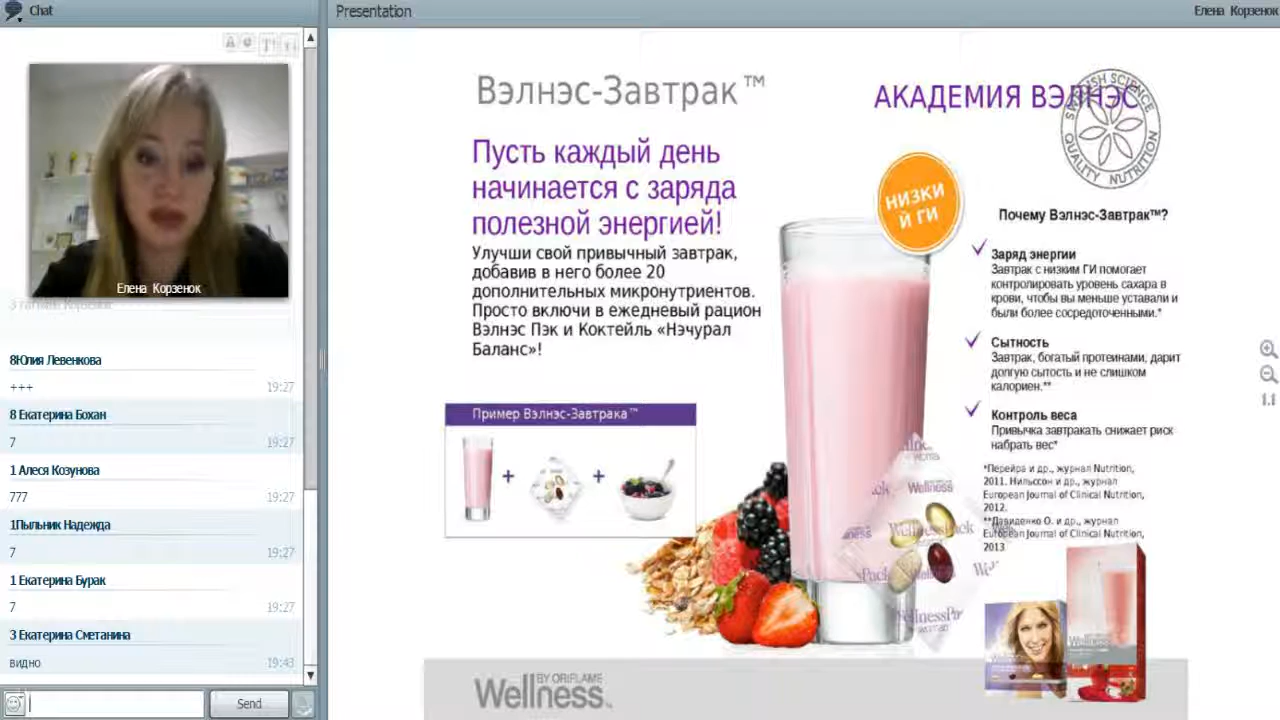 Chat
Presentation
Елена Корзенок
Елена Корзенок
8Юлия Левенкова
+++
19:27
8 Екатерина Бохан
7
19:27
1 Алеся Козунова
777
19:27
1Пыльник Надежда
7
19:27
1 Екатерина Бурак
7
19:27
3 Екатерина Сметанина
видно
19:43
Send
Вэлнэс-Завтрак™
Пусть каждый день
начинается с заряда
полезной энергией!
Улучши свой привычный завтрак,
добавив в него более 20
дополнительных микронутриентов.
Просто включи в ежедневный рацион
Вэлнэс Пэк и Коктейль «Нэчурал
Баланс»!
Пример Вэлнэс-Завтрака™
+
+
АКАДЕМИЯ ВЭЛНЭС
SWEDISH SCIENCE
QUALITY NUTRITION
НИЗКИ
Й ГИ
Почему Вэлнэс-Завтрак™?
Заряд энергии
Завтрак с низким ГИ помогает
контролировать уровень сахара в
крови, чтобы вы меньше уставали и
были более сосредоточенными.*
Сытность
Завтрак, богатый протеинами, дарит
долгую сытость и не слишком
калориен.**
Контроль веса
Привычка завтракать снижает риск
набрать вес*
*Перейра и др., журнал Nutrition,
2011. Нильссон и др., журнал
European Journal of Clinical Nutrition,
2012.
**Давиденко О. и др., журнал
European Journal of Clinical Nutrition,
2013
Wellness
WellnessPack
Wellness
BY ORIFLAME
Wellness
1.1